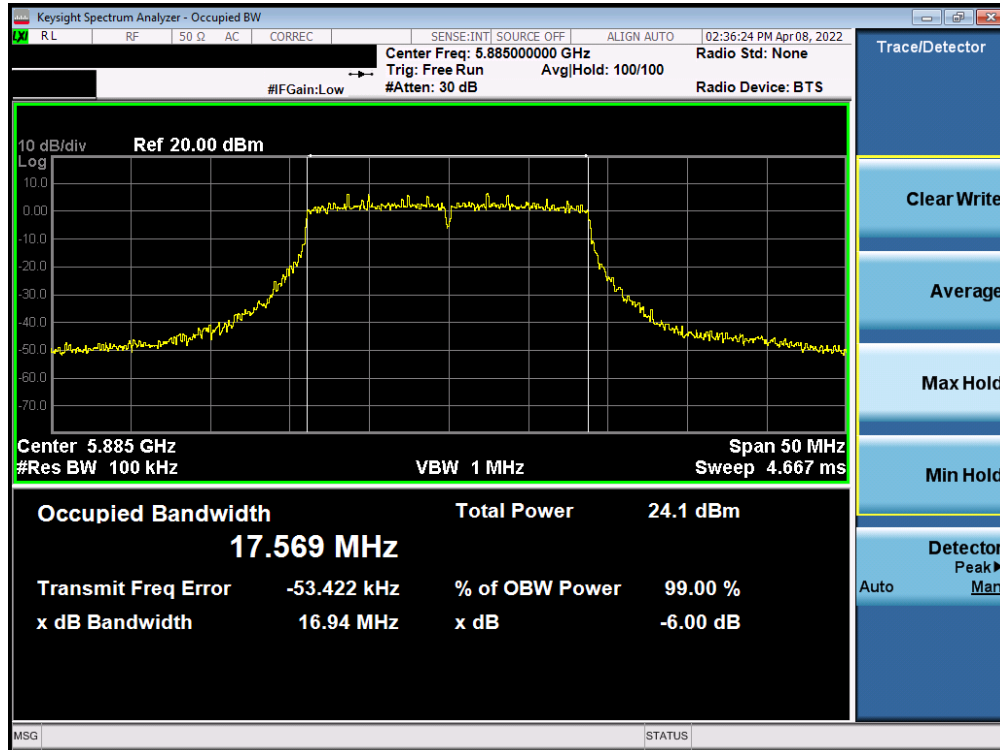 Keysight Spectrum Analyzer - Occupied BW
LXI RL RF 50 Ω AC CORREC SENSE:INT SOURCE OFF ALIGN AUTO 02:36:24 PM Apr 08, 2022
Center Freq: 5.885000000 GHz Radio Std: None
Trig: Free Run Avg|Hold: 100/100
#IFGain:Low #Atten: 30 dB Radio Device: BTS
Trace/Detector
10 dB/div Ref 20.00 dBm
Log
10.0
0.00
-10.0
-20.0
-30.0
-40.0
-50.0
-60.0
-70.0
Center 5.885 GHz Span 50 MHz
#Res BW 100 kHz VBW 1 MHz Sweep 4.667 ms
Occupied Bandwidth Total Power 24.1 dBm
17.569 MHz
Transmit Freq Error -53.422 kHz % of OBW Power 99.00 %
x dB Bandwidth 16.94 MHz x dB -6.00 dB
Clear Write
Average
Max Hold
Min Hold
Detector
Peak▶
Auto Man
MSG STATUS